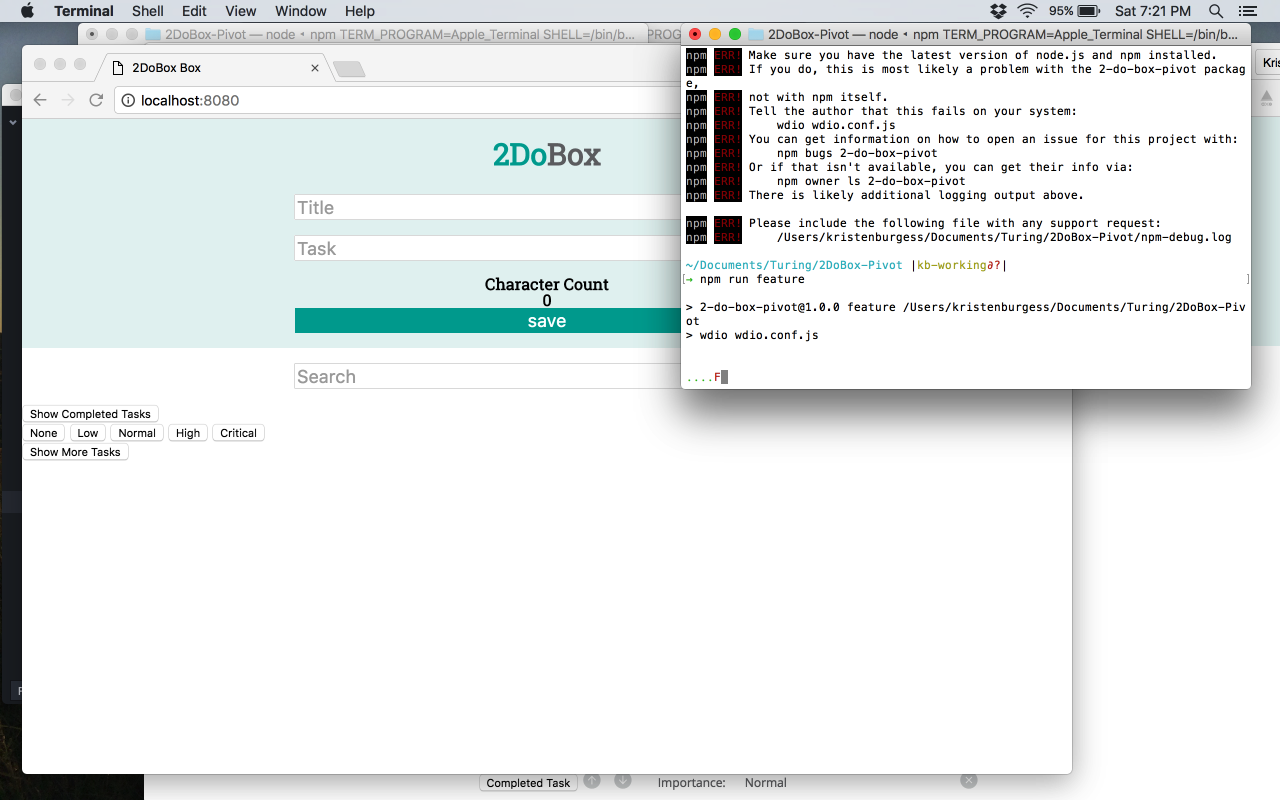 Terminal Shell Edit View Window Help 95% Sat 7:21 PM
2DoBox-Pivot — node ◂ npm TERM_PROGRAM=Apple_Terminal SHELL=/bin/b...
PROG
2DoBox-Pivot — node ◂ npm TERM_PROGRAM=Apple_Terminal SHELL=/bin/b...
2DoBox Box
localhost:8080
Kris
2DoBox
Title
Task
Character Count
0
save
Search
Show Completed Tasks
None Low Normal High Critical
Show More Tasks
npm ERR! Make sure you have the latest version of node.js and npm installed.
npm ERR! If you do, this is most likely a problem with the 2-do-box-pivot packag
e,
npm ERR! not with npm itself.
npm ERR! Tell the author that this fails on your system:
npm ERR! wdio wdio.conf.js
npm ERR! You can get information on how to open an issue for this project with:
npm ERR! npm bugs 2-do-box-pivot
npm ERR! Or if that isn't available, you can get their info via:
npm ERR! npm owner ls 2-do-box-pivot
npm ERR! There is likely additional logging output above.
npm ERR! Please include the following file with any support request:
npm ERR! /Users/kristenburgess/Documents/Turing/2DoBox-Pivot/npm-debug.log
~/Documents/Turing/2DoBox-Pivot |kb-working∂?|
[→ npm run feature ]
> 2-do-box-pivot@1.0.0 feature /Users/kristenburgess/Documents/Turing/2DoBox-Piv
ot
> wdio wdio.conf.js
....F
Completed Task Importance: Normal